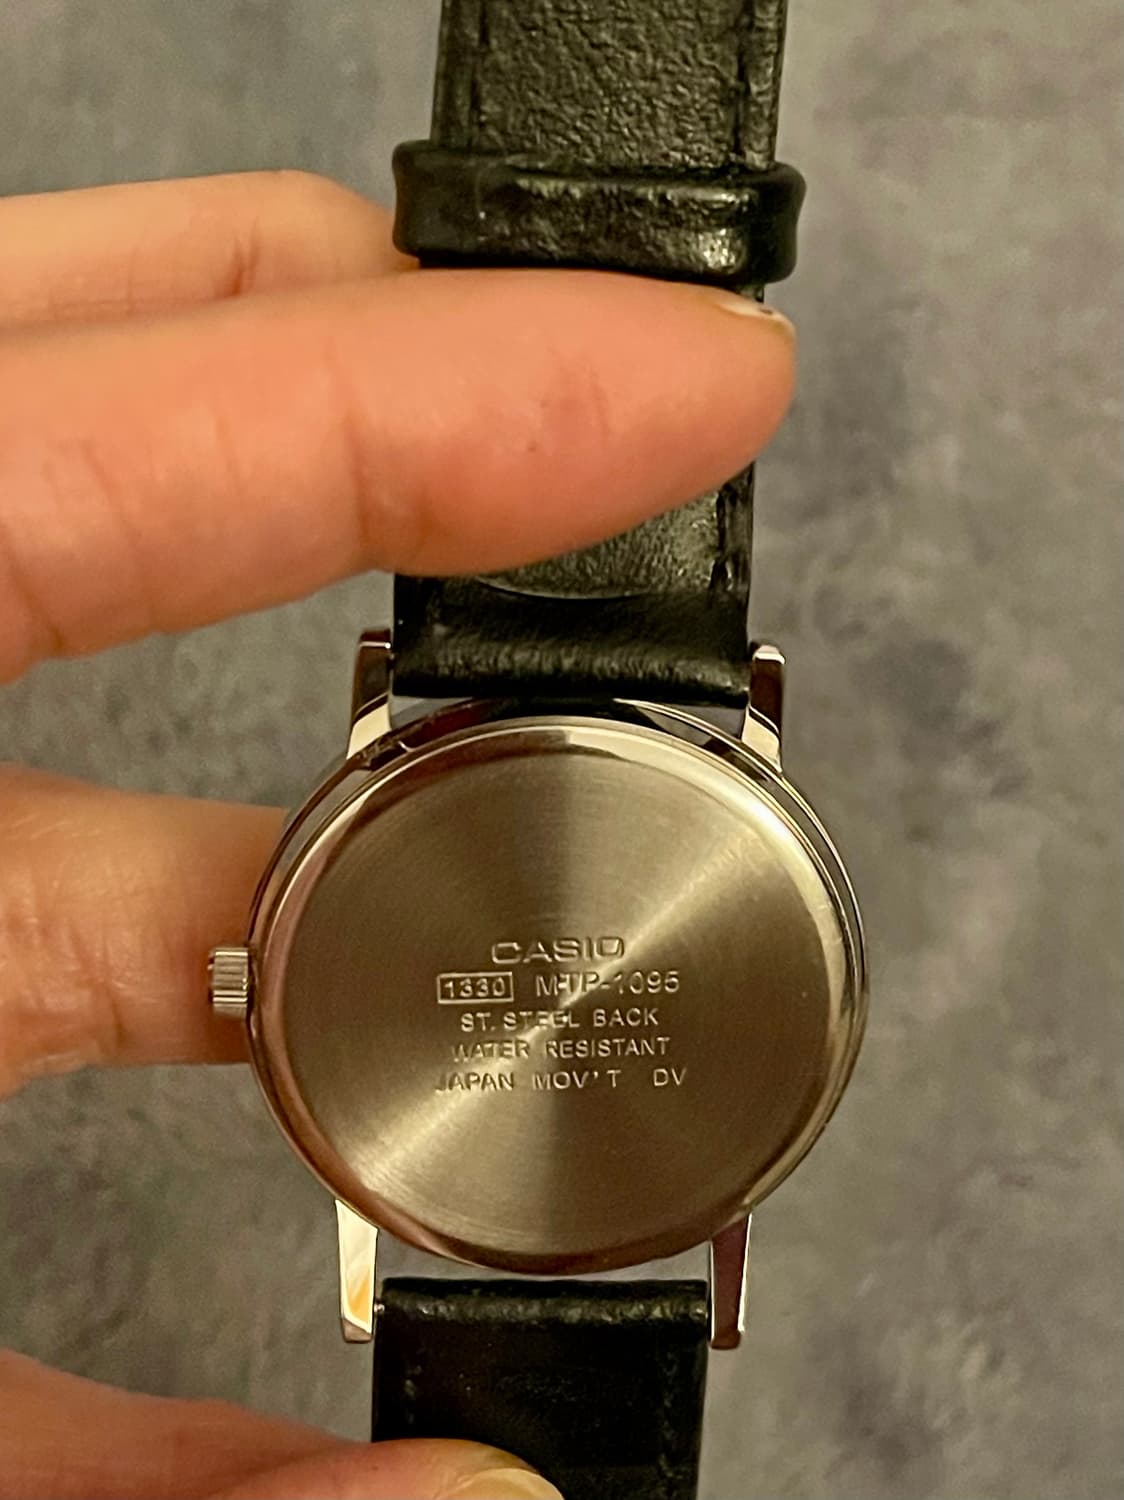 CASIO
1330 MTP-1095
ST. STEEL BACK
WATER RESISTANT
JAPAN MOV'T DV